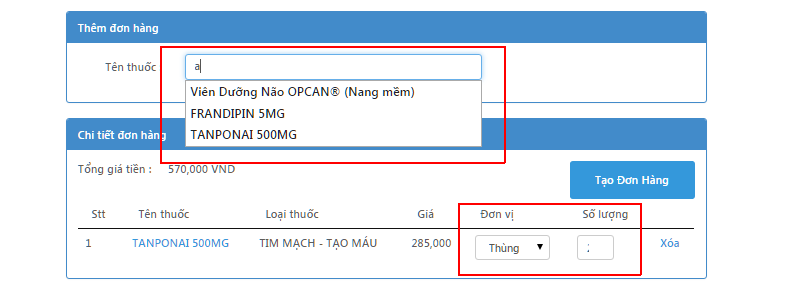 Thêm đơn hàng
Tên thuốc a
Viên Dưỡng Não OPCAN® (Nang mềm)
FRANDIPIN 5MG
TANPONAI 500MG
Chi tiết đơn hàng
Tổng giá tiền : 570,000 VND
Tạo Đơn Hàng
Stt Tên thuốc Loại thuốc Giá Đơn vị Số lượng
1 TANPONAI 500MG TIM MẠCH - TẠO MÁU 285,000 Thùng Xóa